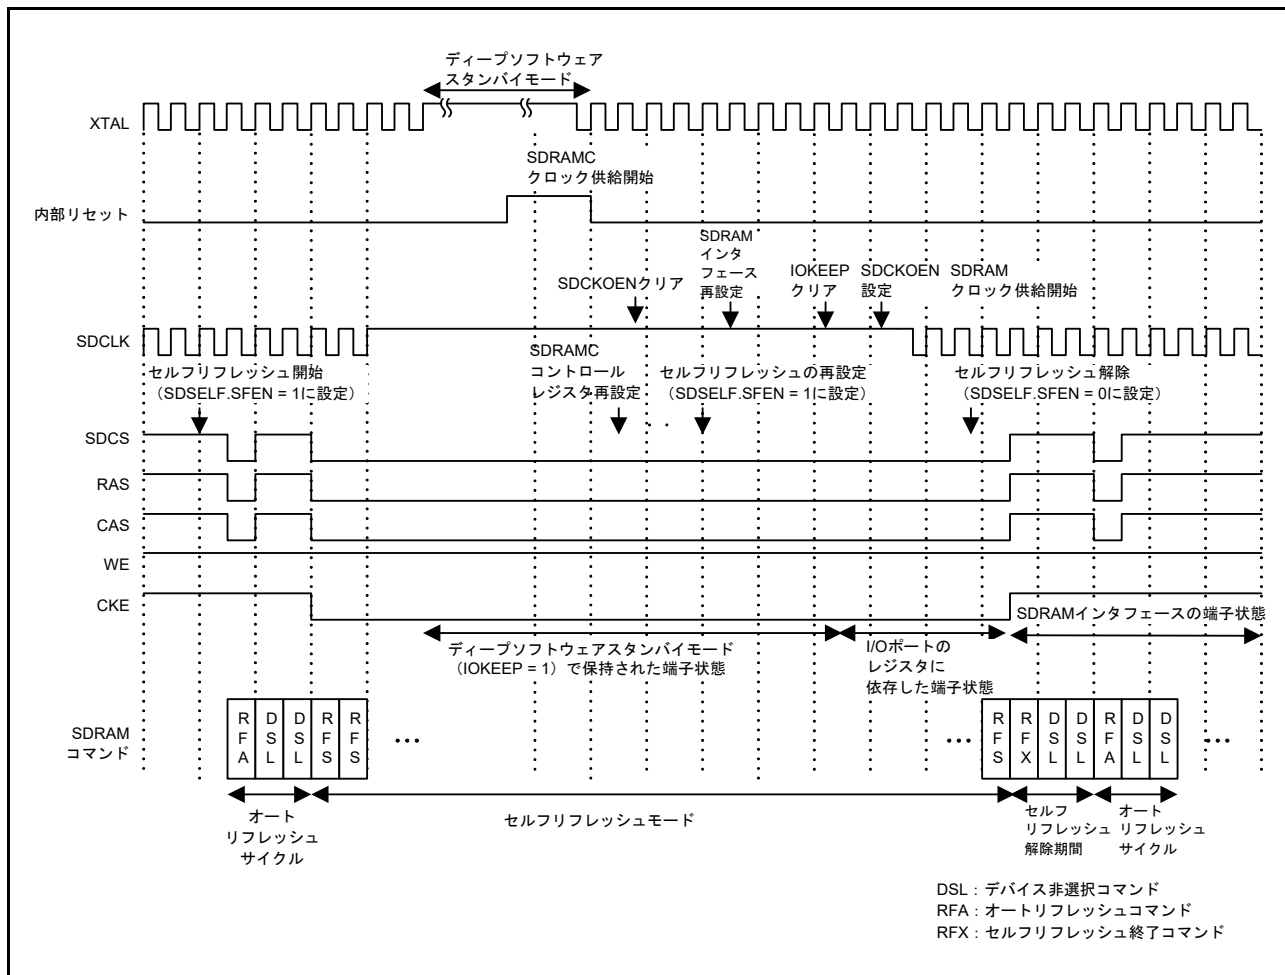 ディープソフトウェア
スタンバイモード
XTAL
SDRAMC
クロック供給開始
内部リセット
SDRAM
インタ
フェース
再設定
IOKEEP
クリア
SDCKOEN
設定
SDRAM
クロック供給開始
SDCKOENクリア
SDCLK
セルフリフレッシュ開始
（SDSELF.SFEN = 1に設定）
SDRAMC
コントロール
レジスタ再設定
セルフリフレッシュの再設定
（SDSELF.SFEN = 1に設定）
セルフリフレッシュ解除
（SDSELF.SFEN = 0に設定）
SDCS
RAS
CAS
WE
CKE
SDRAMインタフェースの端子状態
ディープソフトウェアスタンバイモード
（IOKEEP = 1）で保持された端子状態
I/Oポートの
レジスタに
依存した端子状態
SDRAM
コマンド
RFA
DSL
DSL
RFS
RFS
…
…
RFS
RFX
DSL
DSL
RFA
DSL
DSL
…
オート
リフレッシュ
サイクル
セルフリフレッシュモード
セルフ
リフレッシュ
解除期間
オート
リフレッシュ
サイクル
DSL：デバイス非選択コマンド
RFA：オートリフレッシュコマンド
RFX：セルフリフレッシュ終了コマンド